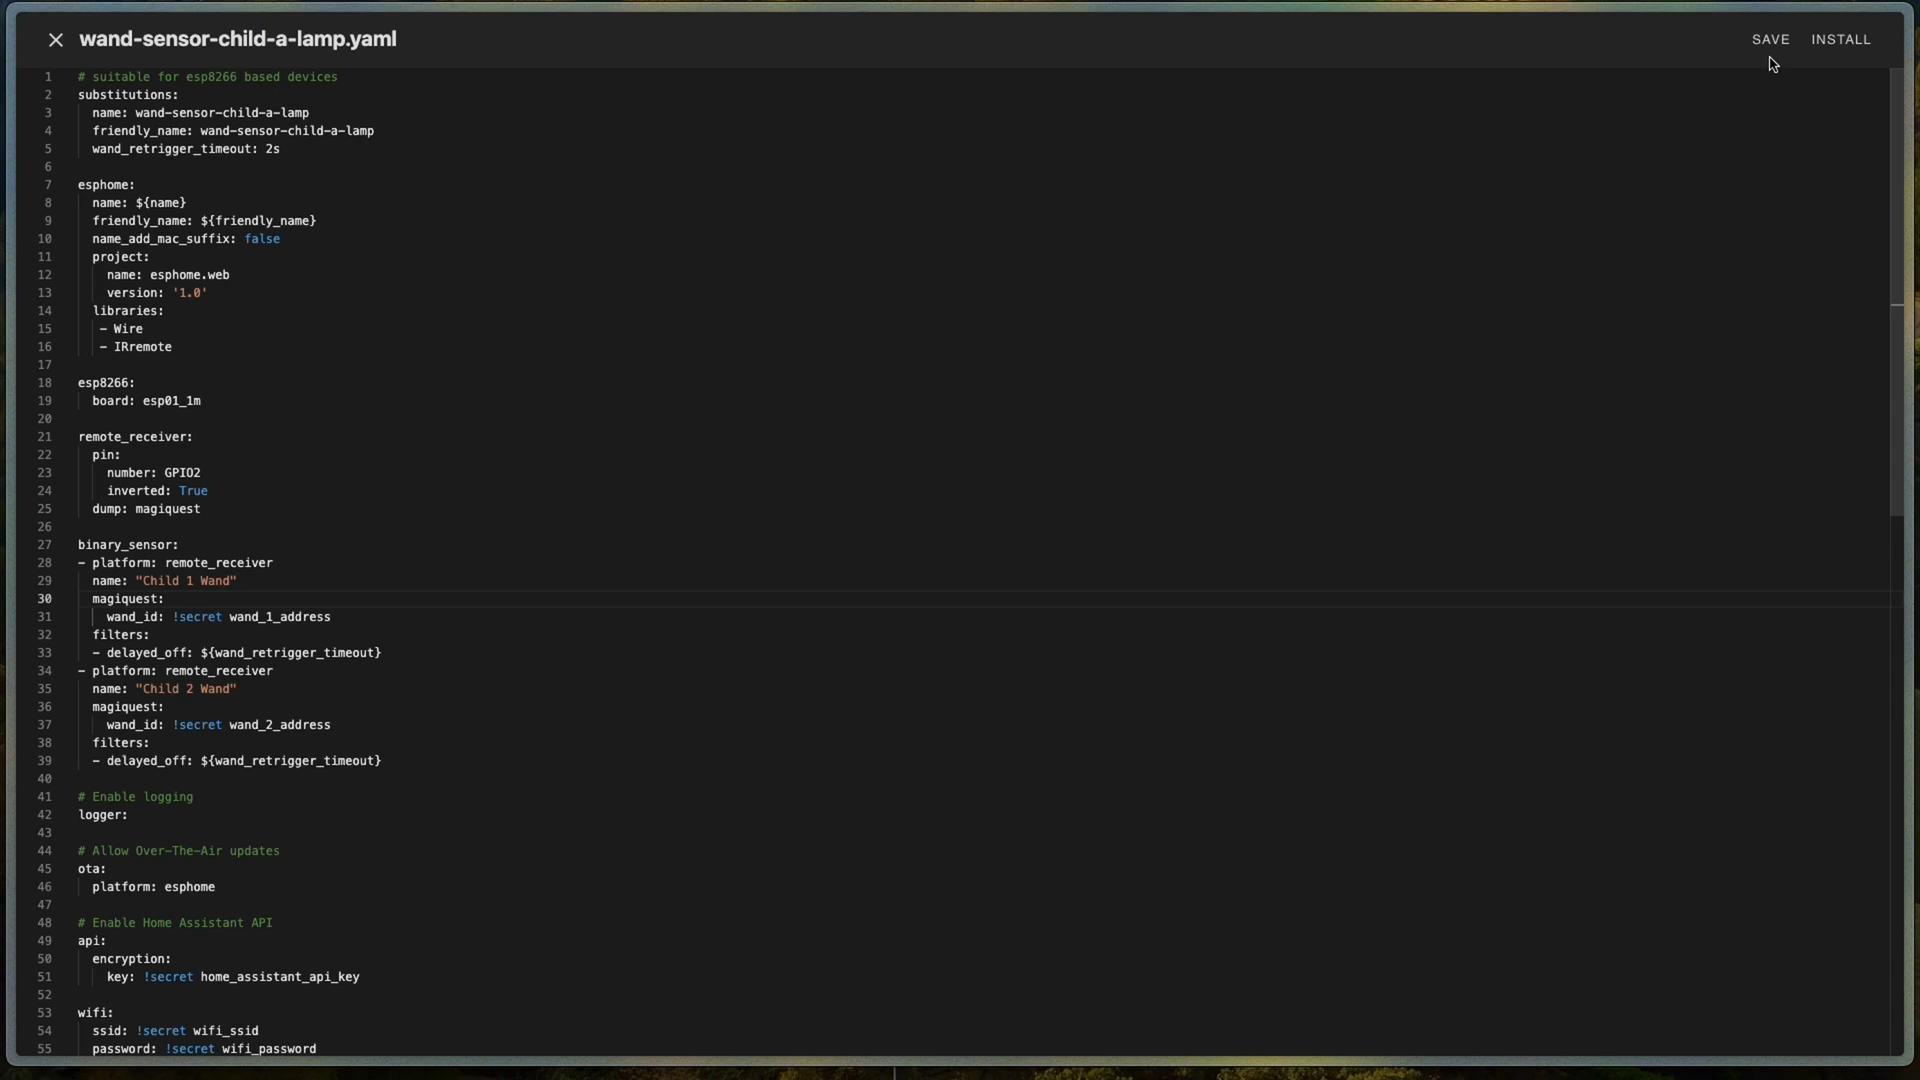 wand-sensor-child-a-lamp.yaml
SAVE INSTALL
1 # suitable for esp8266 based devices
2 substitutions:
3   name: wand-sensor-child-a-lamp
4   friendly_name: wand-sensor-child-a-lamp
5   wand_retrigger_timeout: 2s
6
7 esphome:
8   name: ${name}
9   friendly_name: ${friendly_name}
10   name_add_mac_suffix: false
11   project:
12     name: esphome.web
13     version: '1.0'
14   libraries:
15    - Wire
16    - IRremote
17
18 esp8266:
19   board: esp01_1m
20
21 remote_receiver:
22   pin:
23     number: GPIO2
24     inverted: True
25   dump: magiquest
26
27 binary_sensor:
28 - platform: remote_receiver
29   name: "Child 1 Wand"
30   magiquest:
31     wand_id: !secret wand_1_address
32   filters:
33   - delayed_off: ${wand_retrigger_timeout}
34 - platform: remote_receiver
35   name: "Child 2 Wand"
36   magiquest:
37     wand_id: !secret wand_2_address
38   filters:
39   - delayed_off: ${wand_retrigger_timeout}
40
41 # Enable logging
42 logger:
43
44 # Allow Over-The-Air updates
45 ota:
46   platform: esphome
47
48 # Enable Home Assistant API
49 api:
50   encryption:
51     key: !secret home_assistant_api_key
52
53 wifi:
54   ssid: !secret wifi_ssid
55   password: !secret wifi_password